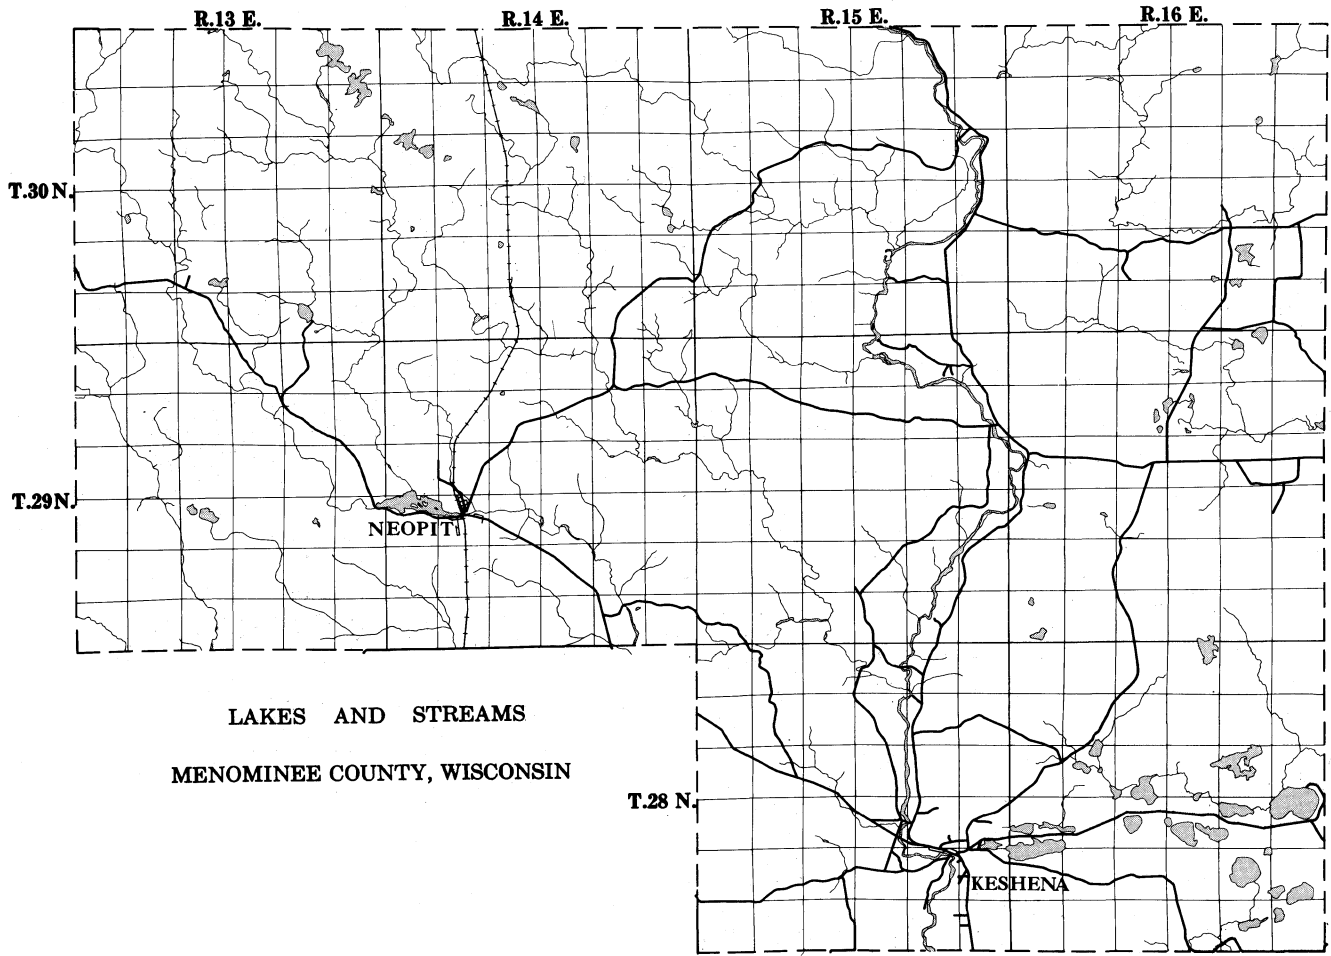 R.13 E. R.14 E. R.15 E. R.16 E.
T.30 N.
T.29 N.
NEOPIT
LAKES AND STREAMS
MENOMINEE COUNTY, WISCONSIN
T.28 N.
KESHENA